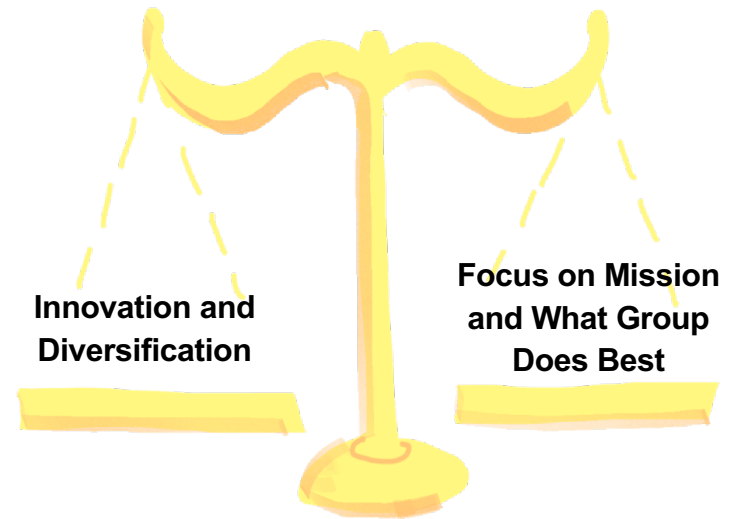 Innovation and
Diversification
Focus on Mission
and What Group
Does Best